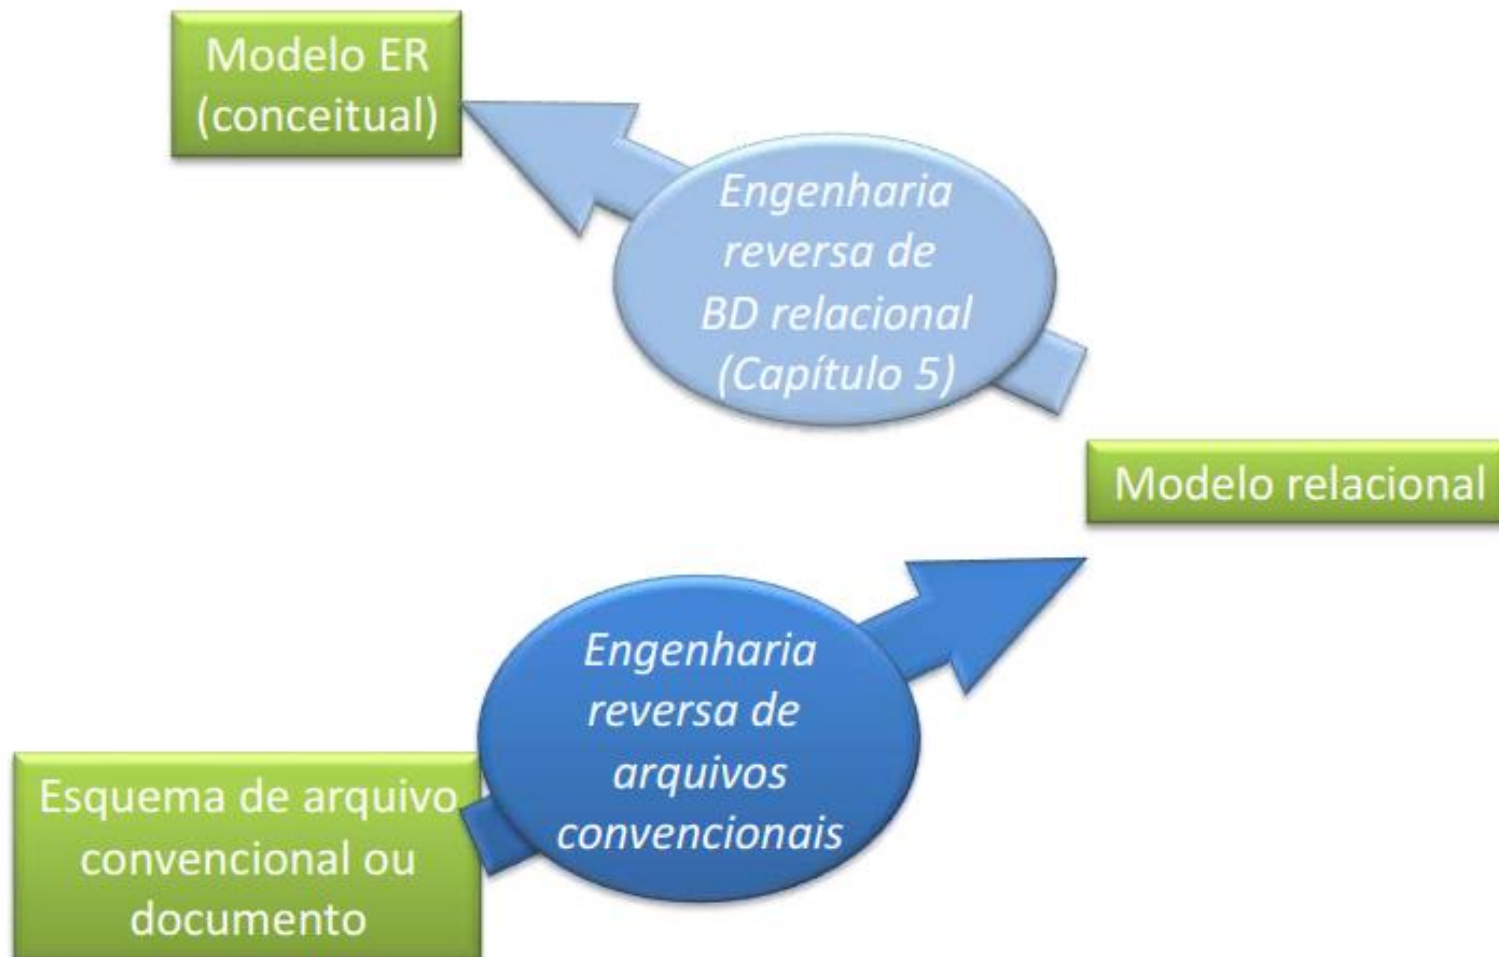 Modelo ER
(conceitual)
Engenharia
reversa de
BD relacional
(Capítulo 5)
Modelo relacional
Engenharia
reversa de
arquivos
convencionais
Esquema de arquivo
convencional ou
documento